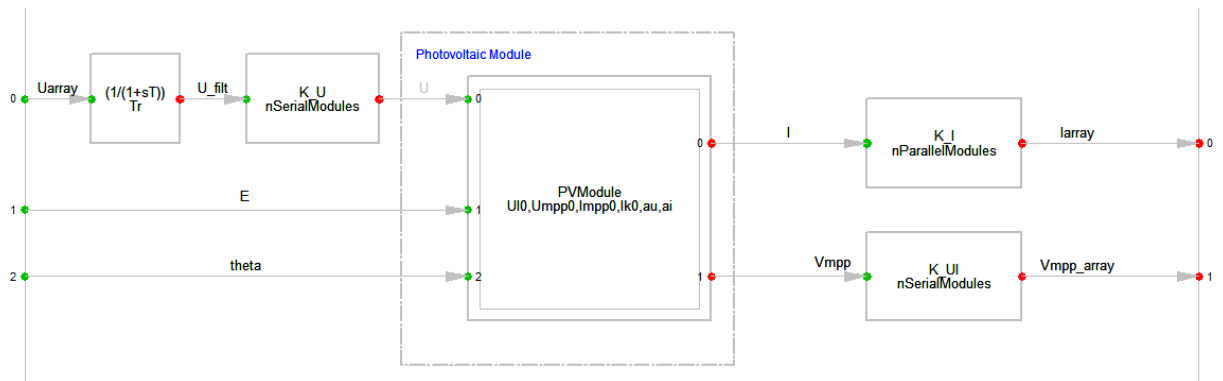 Photovoltaic Module
0
Uarray
(1/(1+sT))
Tr
U_filt
K_U
nSerialModules
U
0
0
I
K_I
nParallelModules
Iarray
0
1
E
1
PVModule
Ul0,Umpp0,Impp0,Ik0,au,ai
2
theta
2
1
Vmpp
K_UI
nSerialModules
Vmpp_array
1